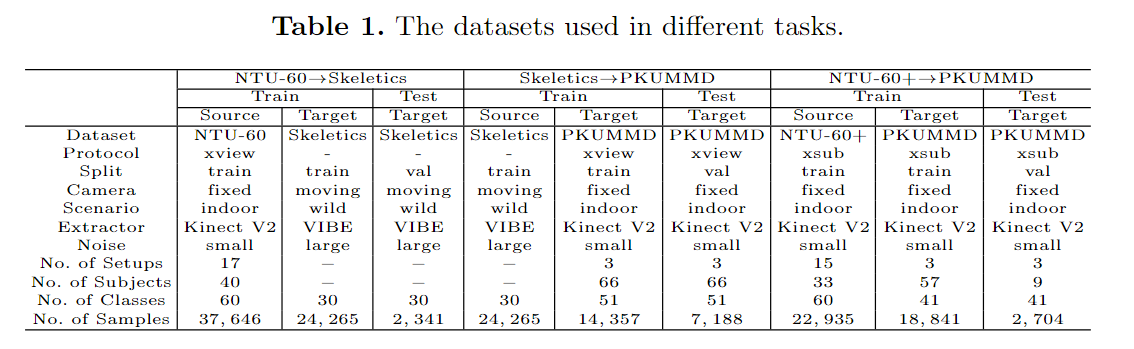 Table 1. The datasets used in different tasks.
NTU-60→Skeletics Skeletics→PKUMMD NTU-60+→PKUMMD
Train Test Train Test Train Test
Source Target Target Source Target Target Source Target Target
Dataset NTU-60 Skeletics Skeletics Skeletics PKUMMD PKUMMD NTU-60+ PKUMMD PKUMMD
Protocol xview - - - xview xview xsub xsub xsub
Split train train val train train val train train val
Camera fixed moving moving moving fixed fixed fixed fixed fixed
Scenario indoor wild wild wild indoor indoor indoor indoor indoor
Extractor Kinect V2 VIBE VIBE VIBE Kinect V2 Kinect V2 Kinect V2 Kinect V2 Kinect V2
Noise small large large large small small small small small
No. of Setups 17 – – – 3 3 15 3 3
No. of Subjects 40 – – – 66 66 33 57 9
No. of Classes 60 30 30 30 51 51 60 41 41
No. of Samples 37,646 24,265 2,341 24,265 14,357 7,188 22,935 18,841 2,704